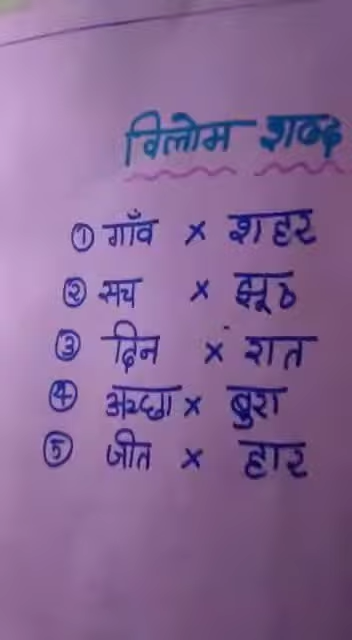 विलोम शब्द
① गाँव × शहर
② सच × झूठ
③ दिन × रात
④ अच्छा × बुरा
⑤ जीत × हार